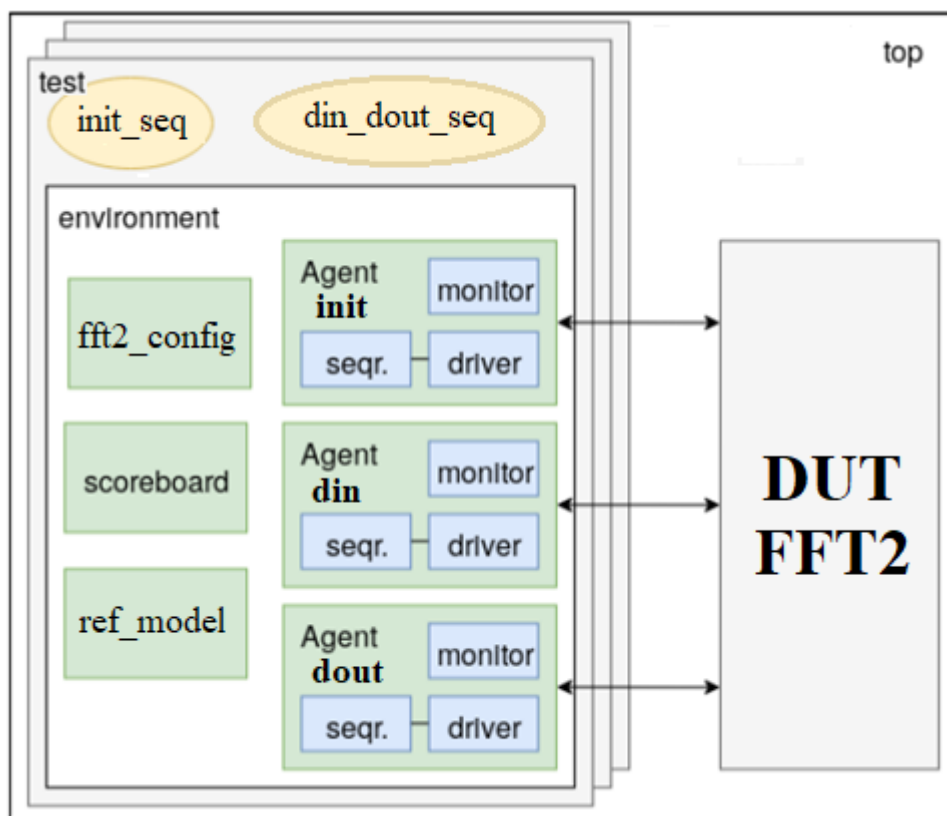 top
test
init_seq
din_dout_seq
environment
fft2_config
scoreboard
ref_model
Agent
init
monitor
seqr.
driver
Agent
din
monitor
seqr.
driver
Agent
dout
monitor
seqr.
driver
DUT
FFT2